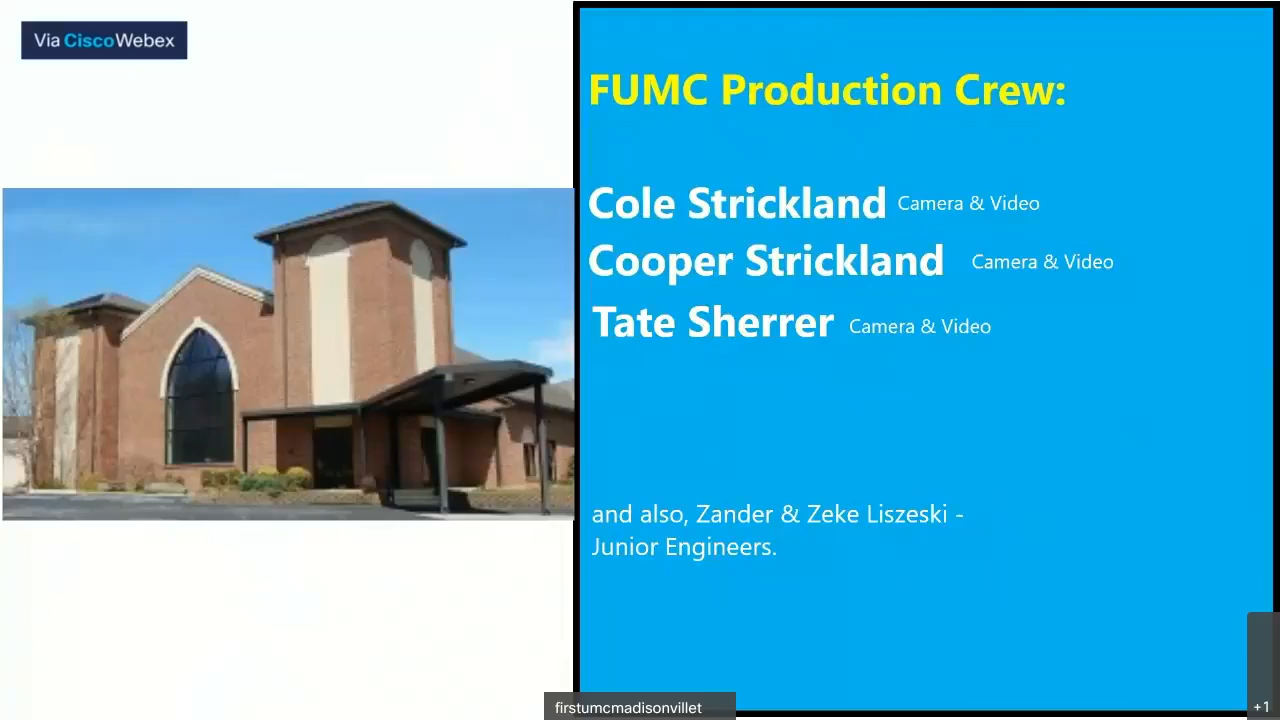 Via CiscoWebex
FUMC Production Crew:
Cole Strickland Camera & Video
Cooper Strickland Camera & Video
Tate Sherrer Camera & Video
and also, Zander & Zeke Liszeski -
Junior Engineers.
firstumcmadisonvillet
+1